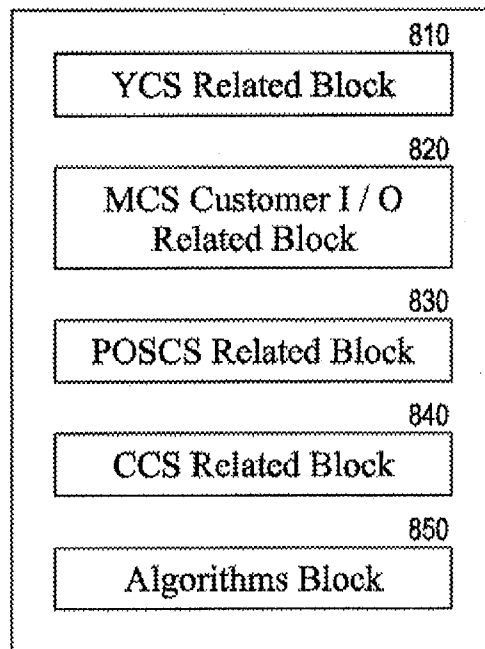 810
YCS Related Block
820
MCS Customer I / O
Related Block
830
POSCS Related Block
840
CCS Related Block
850
Algorithms Block